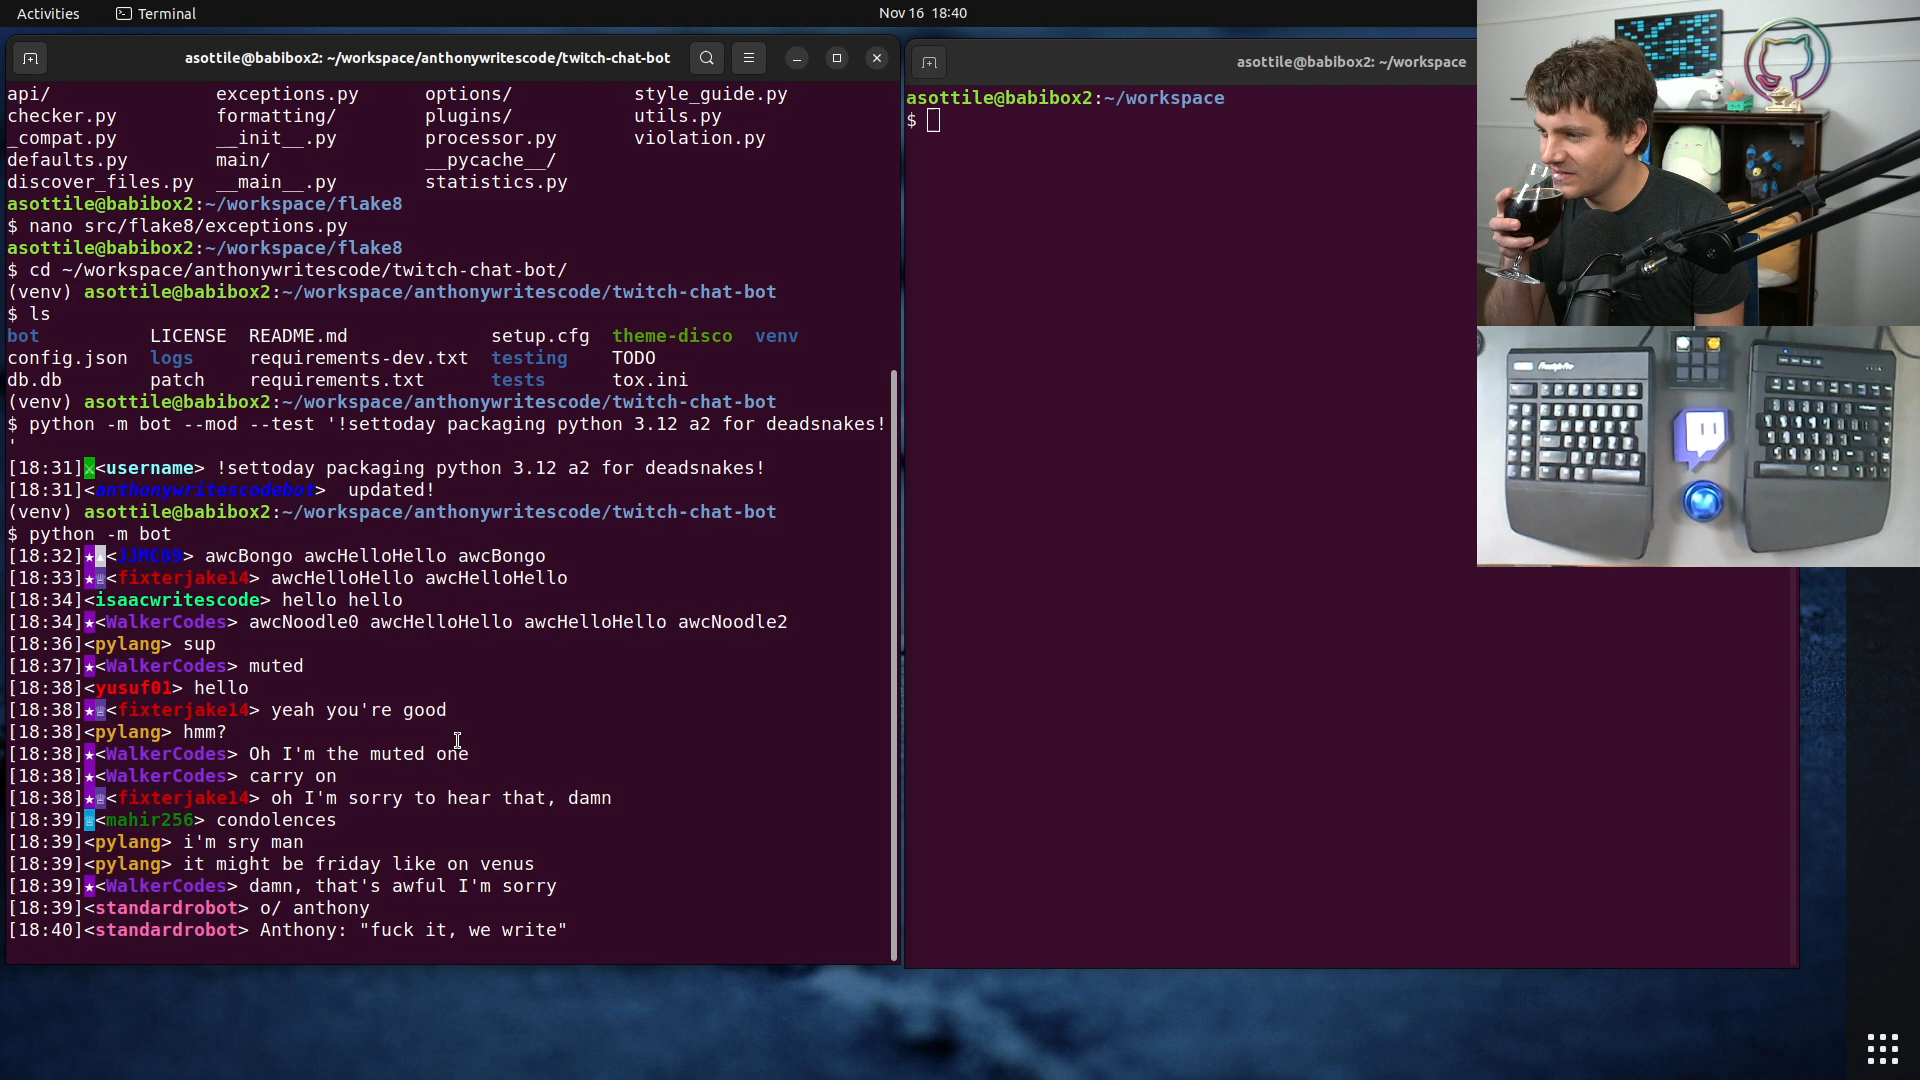 Activities
Terminal
Nov 16 18:40
asottile@babibox2: ~/workspace/anthonywritescode/twitch-chat-bot
api/ exceptions.py options/ style_guide.py
checker.py formatting/ plugins/ utils.py
_compat.py __init__.py processor.py violation.py
defaults.py main/ __pycache__/
discover_files.py __main__.py statistics.py
asottile@babibox2:~/workspace/flake8
$ nano src/flake8/exceptions.py
asottile@babibox2:~/workspace/flake8
$ cd ~/workspace/anthonywritescode/twitch-chat-bot/
(venv) asottile@babibox2:~/workspace/anthonywritescode/twitch-chat-bot
$ ls
bot LICENSE README.md setup.cfg theme-disco venv
config.json logs requirements-dev.txt testing TODO
db.db patch requirements.txt tests tox.ini
(venv) asottile@babibox2:~/workspace/anthonywritescode/twitch-chat-bot
$ python -m bot --mod --test '!settoday packaging python 3.12 a2 for deadsnakes!
'
[18:31]⚔<username> !settoday packaging python 3.12 a2 for deadsnakes!
[18:31]<anthonywritescodebot> updated!
(venv) asottile@babibox2:~/workspace/anthonywritescode/twitch-chat-bot
$ python -m bot
[18:32]★▲<JJMC89> awcBongo awcHelloHello awcBongo
[18:33]★♕<fixterjake14> awcHelloHello awcHelloHello
[18:34]<isaacwritescode> hello hello
[18:34]★<WalkerCodes> awcNoodle0 awcHelloHello awcHelloHello awcNoodle2
[18:36]<pylang> sup
[18:37]★<WalkerCodes> muted
[18:38]<yusuf01> hello
[18:38]★♕<fixterjake14> yeah you're good
[18:38]<pylang> hmm?
[18:38]★<WalkerCodes> Oh I'm the muted one
[18:38]★<WalkerCodes> carry on
[18:38]★♕<fixterjake14> oh I'm sorry to hear that, damn
[18:39]♕<mahir256> condolences
[18:39]<pylang> i'm sry man
[18:39]<pylang> it might be friday like on venus
[18:39]★<WalkerCodes> damn, that's awful I'm sorry
[18:39]<standardrobot> o/ anthony
[18:40]<standardrobot> Anthony: "fuck it, we write"
asottile@babibox2: ~/workspace
asottile@babibox2:~/workspace
$